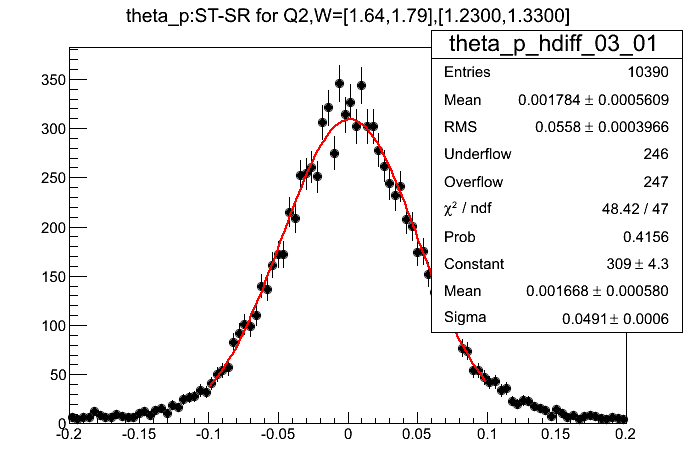 theta_p:ST-SR for Q2,W=[1.64,1.79],[1.2300,1.3300]
theta_p_hdiff_03_01
Entries 10390
Mean 0.001784 ± 0.0005609
RMS 0.0558 ± 0.0003966
Underflow 246
Overflow 247
χ² / ndf 48.42 / 47
Prob 0.4156
Constant 309 ± 4.3
Mean 0.001668 ± 0.000580
Sigma 0.0491 ± 0.0006
350
300
250
200
150
100
50
0
-0.2 -0.15 -0.1 -0.05 0 0.05 0.1 0.15 0.2